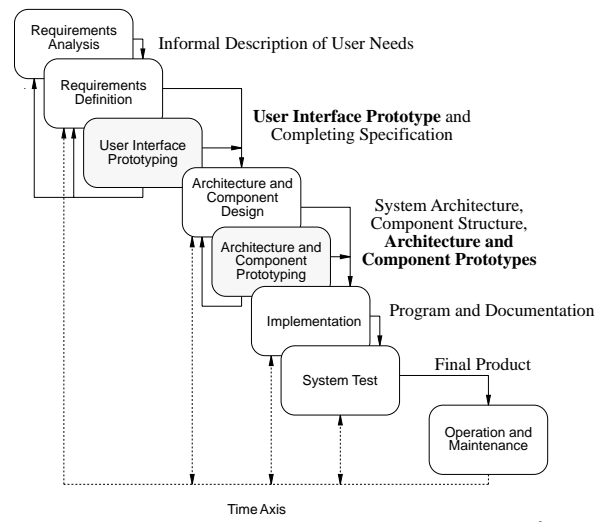 Requirements
Analysis
Informal Description of User Needs
Requirements
Definition
User Interface Prototype and
Completing Specification
User Interface
Prototyping
Architecture and
Component
Design
System Architecture,
Component Structure,
Architecture and
Component Prototypes
Architecture and
Component
Prototyping
Program and Documentation
Implementation
Final Product
System Test
Operation and
Maintenance
Time Axis